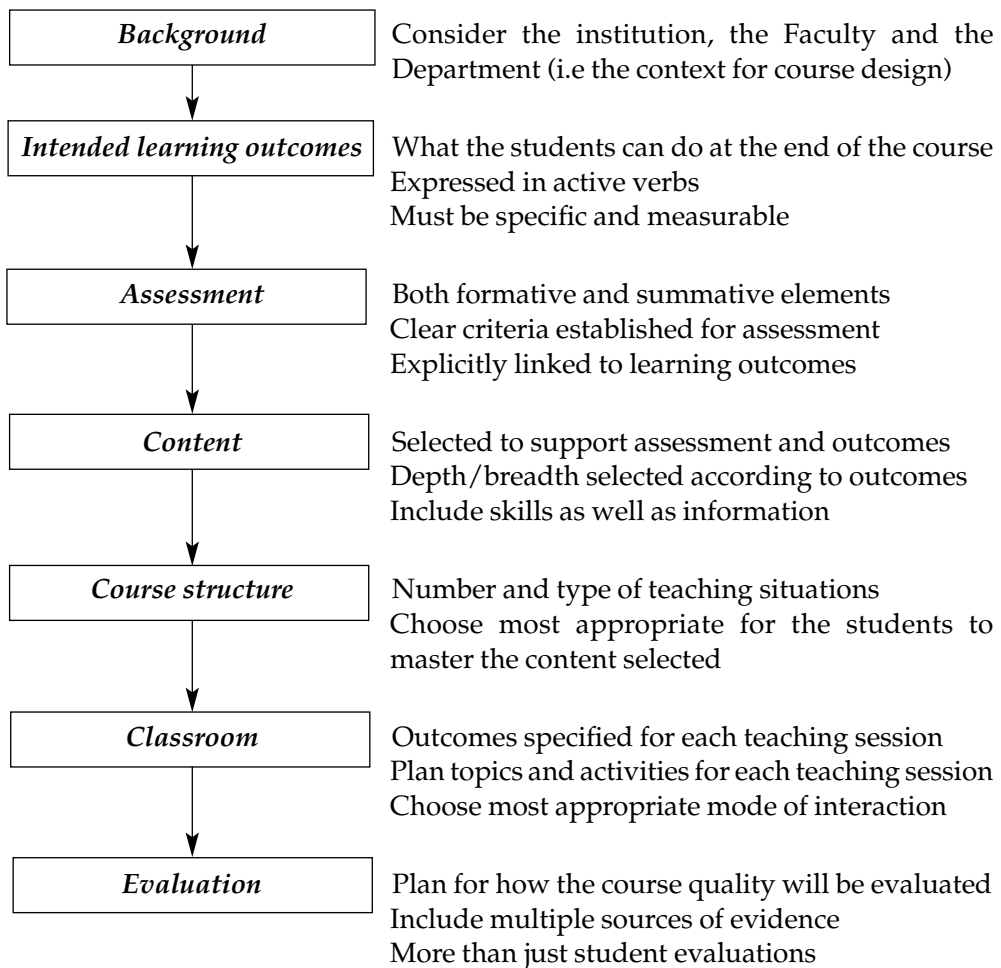 Background
Consider the institution, the Faculty and the
Department (i.e the context for course design)
Intended learning outcomes
What the students can do at the end of the course
Expressed in active verbs
Must be specific and measurable
Assessment
Both formative and summative elements
Clear criteria established for assessment
Explicitly linked to learning outcomes
Content
Selected to support assessment and outcomes
Depth/breadth selected according to outcomes
Include skills as well as information
Course structure
Number and type of teaching situations
Choose most appropriate for the students to
master the content selected
Classroom
Outcomes specified for each teaching session
Plan topics and activities for each teaching session
Choose most appropriate mode of interaction
Evaluation
Plan for how the course quality will be evaluated
Include multiple sources of evidence
More than just student evaluations